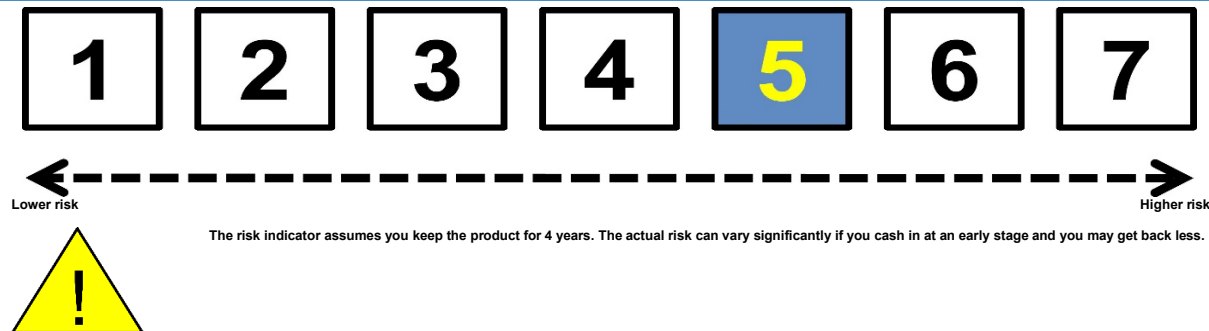 1 2 3 4 5 6 7
Lower risk Higher risk
The risk indicator assumes you keep the product for 4 years. The actual risk can vary significantly if you cash in at an early stage and you may get back less.
!